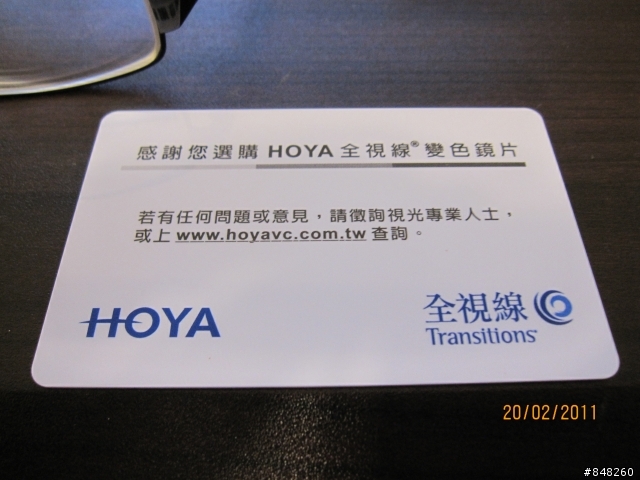 感謝您選購 HOYA 全視線® 變色鏡片
若有任何問題或意見，請徵詢視光專業人士，
或上 www.hoyavc.com.tw 查詢。
HOYA
全視線
Transitions
20/02/2011
#848260